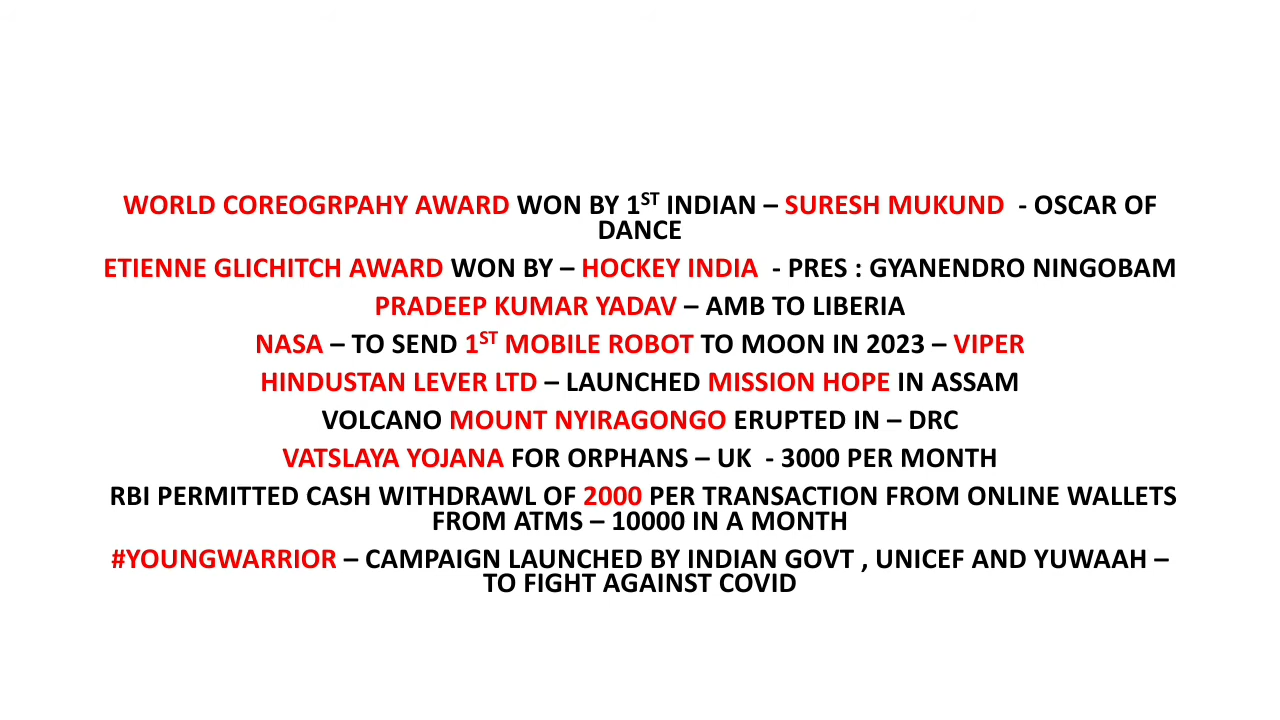 WORLD COREOGRPAHY AWARD WON BY 1ST INDIAN – SURESH MUKUND - OSCAR OF
DANCE
ETIENNE GLICHITCH AWARD WON BY – HOCKEY INDIA - PRES : GYANENDRO NINGOBAM
PRADEEP KUMAR YADAV – AMB TO LIBERIA
NASA – TO SEND 1ST MOBILE ROBOT TO MOON IN 2023 – VIPER
HINDUSTAN LEVER LTD – LAUNCHED MISSION HOPE IN ASSAM
VOLCANO MOUNT NYIRAGONGO ERUPTED IN – DRC
VATSLAYA YOJANA FOR ORPHANS – UK - 3000 PER MONTH
RBI PERMITTED CASH WITHDRAWL OF 2000 PER TRANSACTION FROM ONLINE WALLETS
FROM ATMS – 10000 IN A MONTH
#YOUNGWARRIOR – CAMPAIGN LAUNCHED BY INDIAN GOVT , UNICEF AND YUWAAH –
TO FIGHT AGAINST COVID